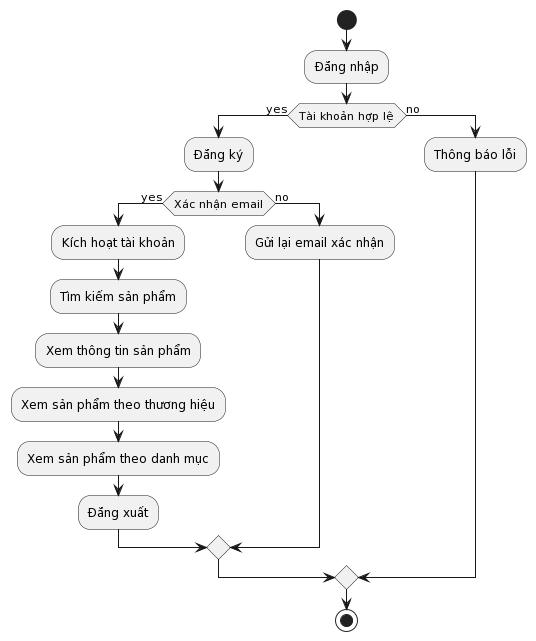 Đăng nhập
yes
Tài khoản hợp lệ
no
Đăng ký
Thông báo lỗi
yes
Xác nhận email
no
Kích hoạt tài khoản
Gửi lại email xác nhận
Tìm kiếm sản phẩm
Xem thông tin sản phẩm
Xem sản phẩm theo thương hiệu
Xem sản phẩm theo danh mục
Đăng xuất